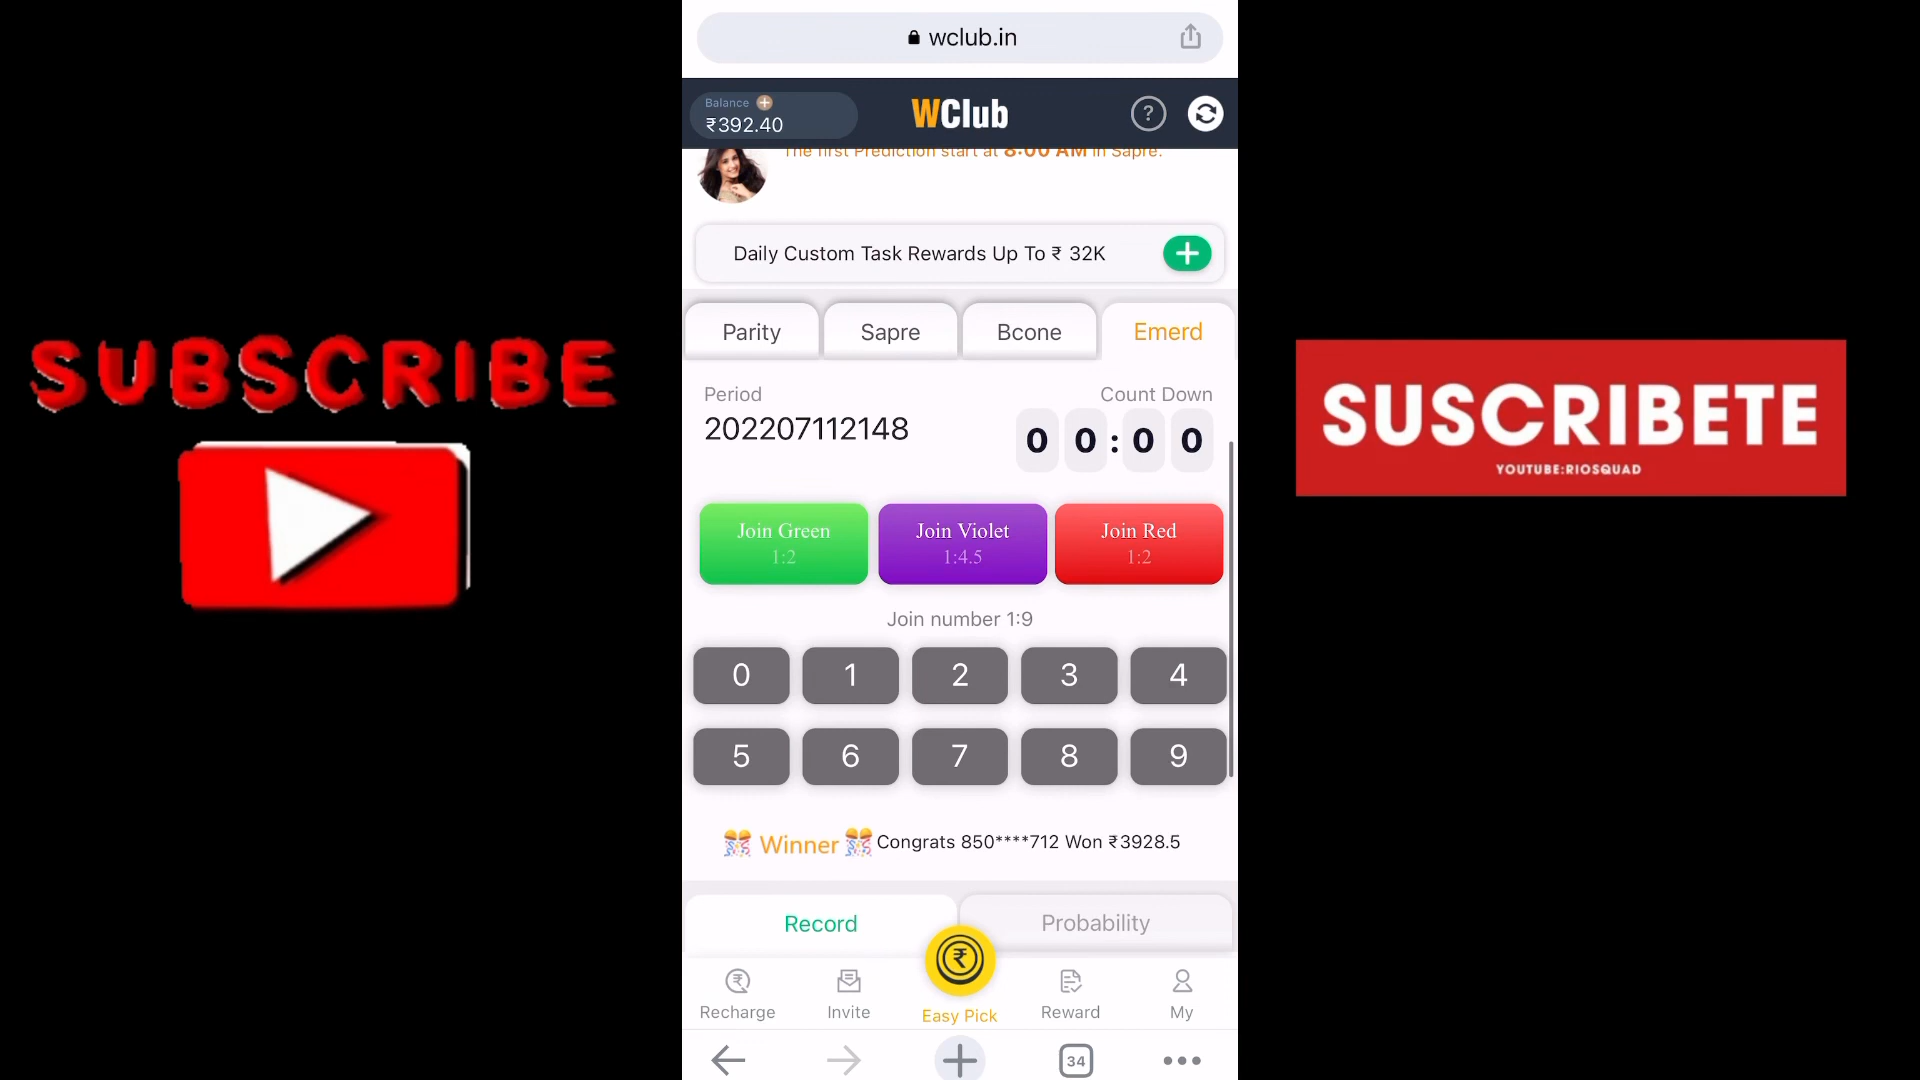 wclub.in
Balance
₹392.40
WClub
?
The first Prediction start at 8:00 AM in Sapre.
Daily Custom Task Rewards Up To ₹ 32K
Parity
Sapre
Bcone
Emerd
Period
Count Down
202207112148
00:00
Join Green
1:2
Join Violet
1:4.5
Join Red
1:2
Join number 1:9
0
1
2
3
4
5
6
7
8
9
Winner
Congrats 850****712 Won ₹3928.5
Record
Probability
Recharge
Invite
Easy Pick
Reward
My
34
SUBSCRIBE
SUSCRIBETE
YOUTUBE:RIOSQUAD